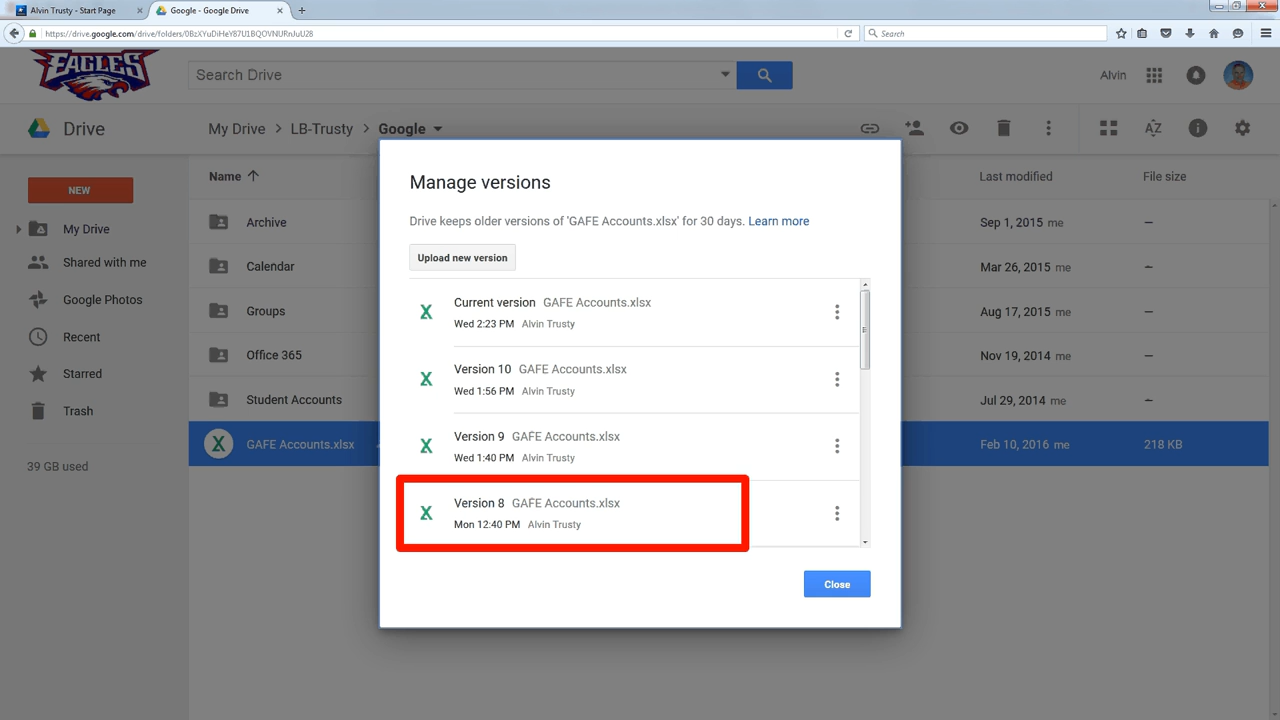 Alvin Trusty - Start Page
Google - Google Drive
https://drive.google.com/drive/folders/0BzXYuDiHeY87U1BQOVNURnJuU28
Search
EAGLES
Search Drive
Alvin
Drive
My Drive > LB-Trusty > Google
AZ
NEW
My Drive
Shared with me
Google Photos
Recent
Starred
Trash
39 GB used
Name
Last modified
File size
Archive
Sep 1, 2015 me
–
Calendar
Mar 26, 2015 me
–
Groups
Aug 17, 2015 me
–
Office 365
Nov 19, 2014 me
–
Student Accounts
Jul 29, 2014 me
–
GAFE Accounts.xlsx
Feb 10, 2016 me
218 KB
Manage versions
Drive keeps older versions of 'GAFE Accounts.xlsx' for 30 days. Learn more
Upload new version
Current version GAFE Accounts.xlsx
Wed 2:23 PM Alvin Trusty
Version 10 GAFE Accounts.xlsx
Wed 1:56 PM Alvin Trusty
Version 9 GAFE Accounts.xlsx
Wed 1:40 PM Alvin Trusty
Version 8 GAFE Accounts.xlsx
Mon 12:40 PM Alvin Trusty
Close